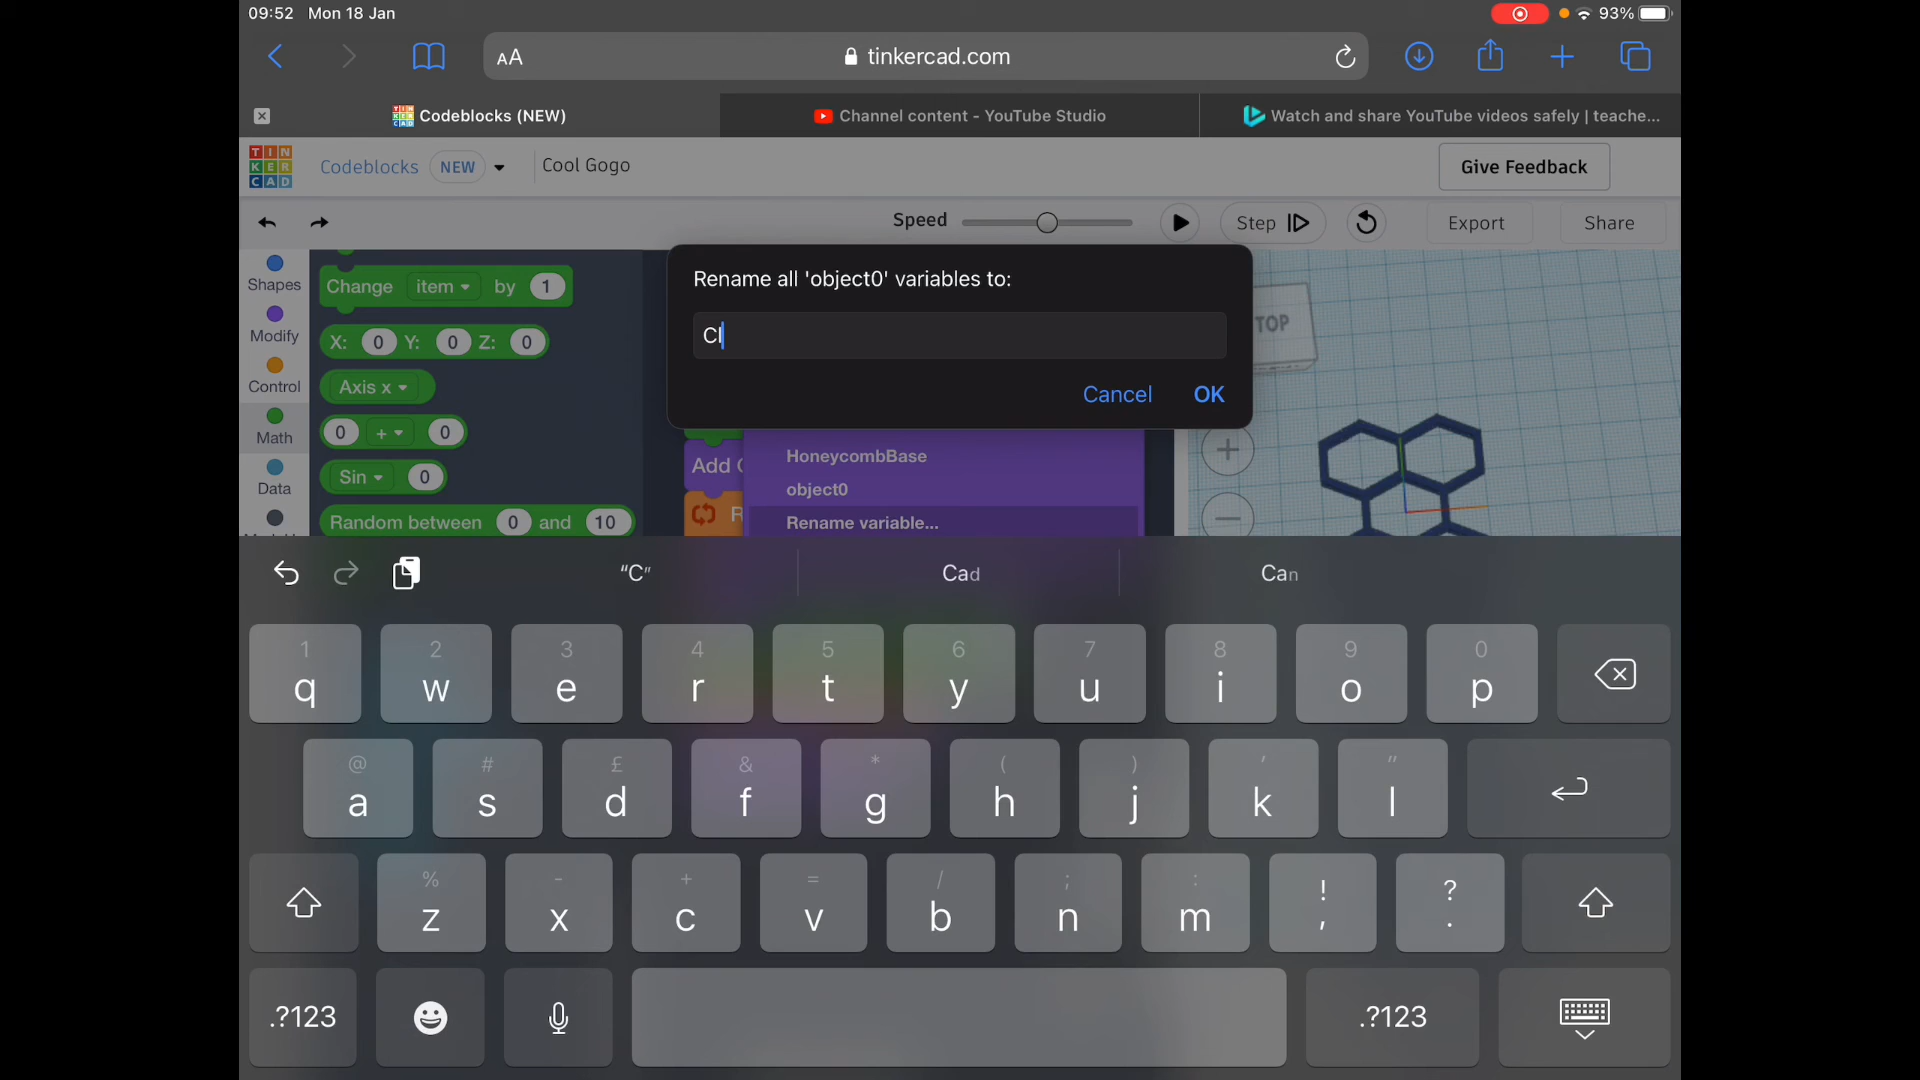 09:52 Mon 18 Jan
93%
AA tinkercad.com
Codeblocks (NEW) Channel content - YouTube Studio Watch and share YouTube videos safely | teache...
TIN
KER
CAD
Codeblocks NEW Cool Gogo Give Feedback
Speed Step Export Share
Shapes
Modify
Control
Math
Data
Change item by 1
X: 0 Y: 0 Z: 0
Axis x
0 + 0
Sin 0
Random between 0 and 10
Rename all 'object0' variables to:
Cl
Cancel OK
Add
HoneycombBase
object0
Rename variable...
TOP
“C” Cad Can
1 2 3 4 5 6 7 8 9 0
q w e r t y u i o p
@ # £ & * ( ) ' "
a s d f g h j k l
% - + = / ; : ! ?
z x c v b n m , .
.?123 .?123